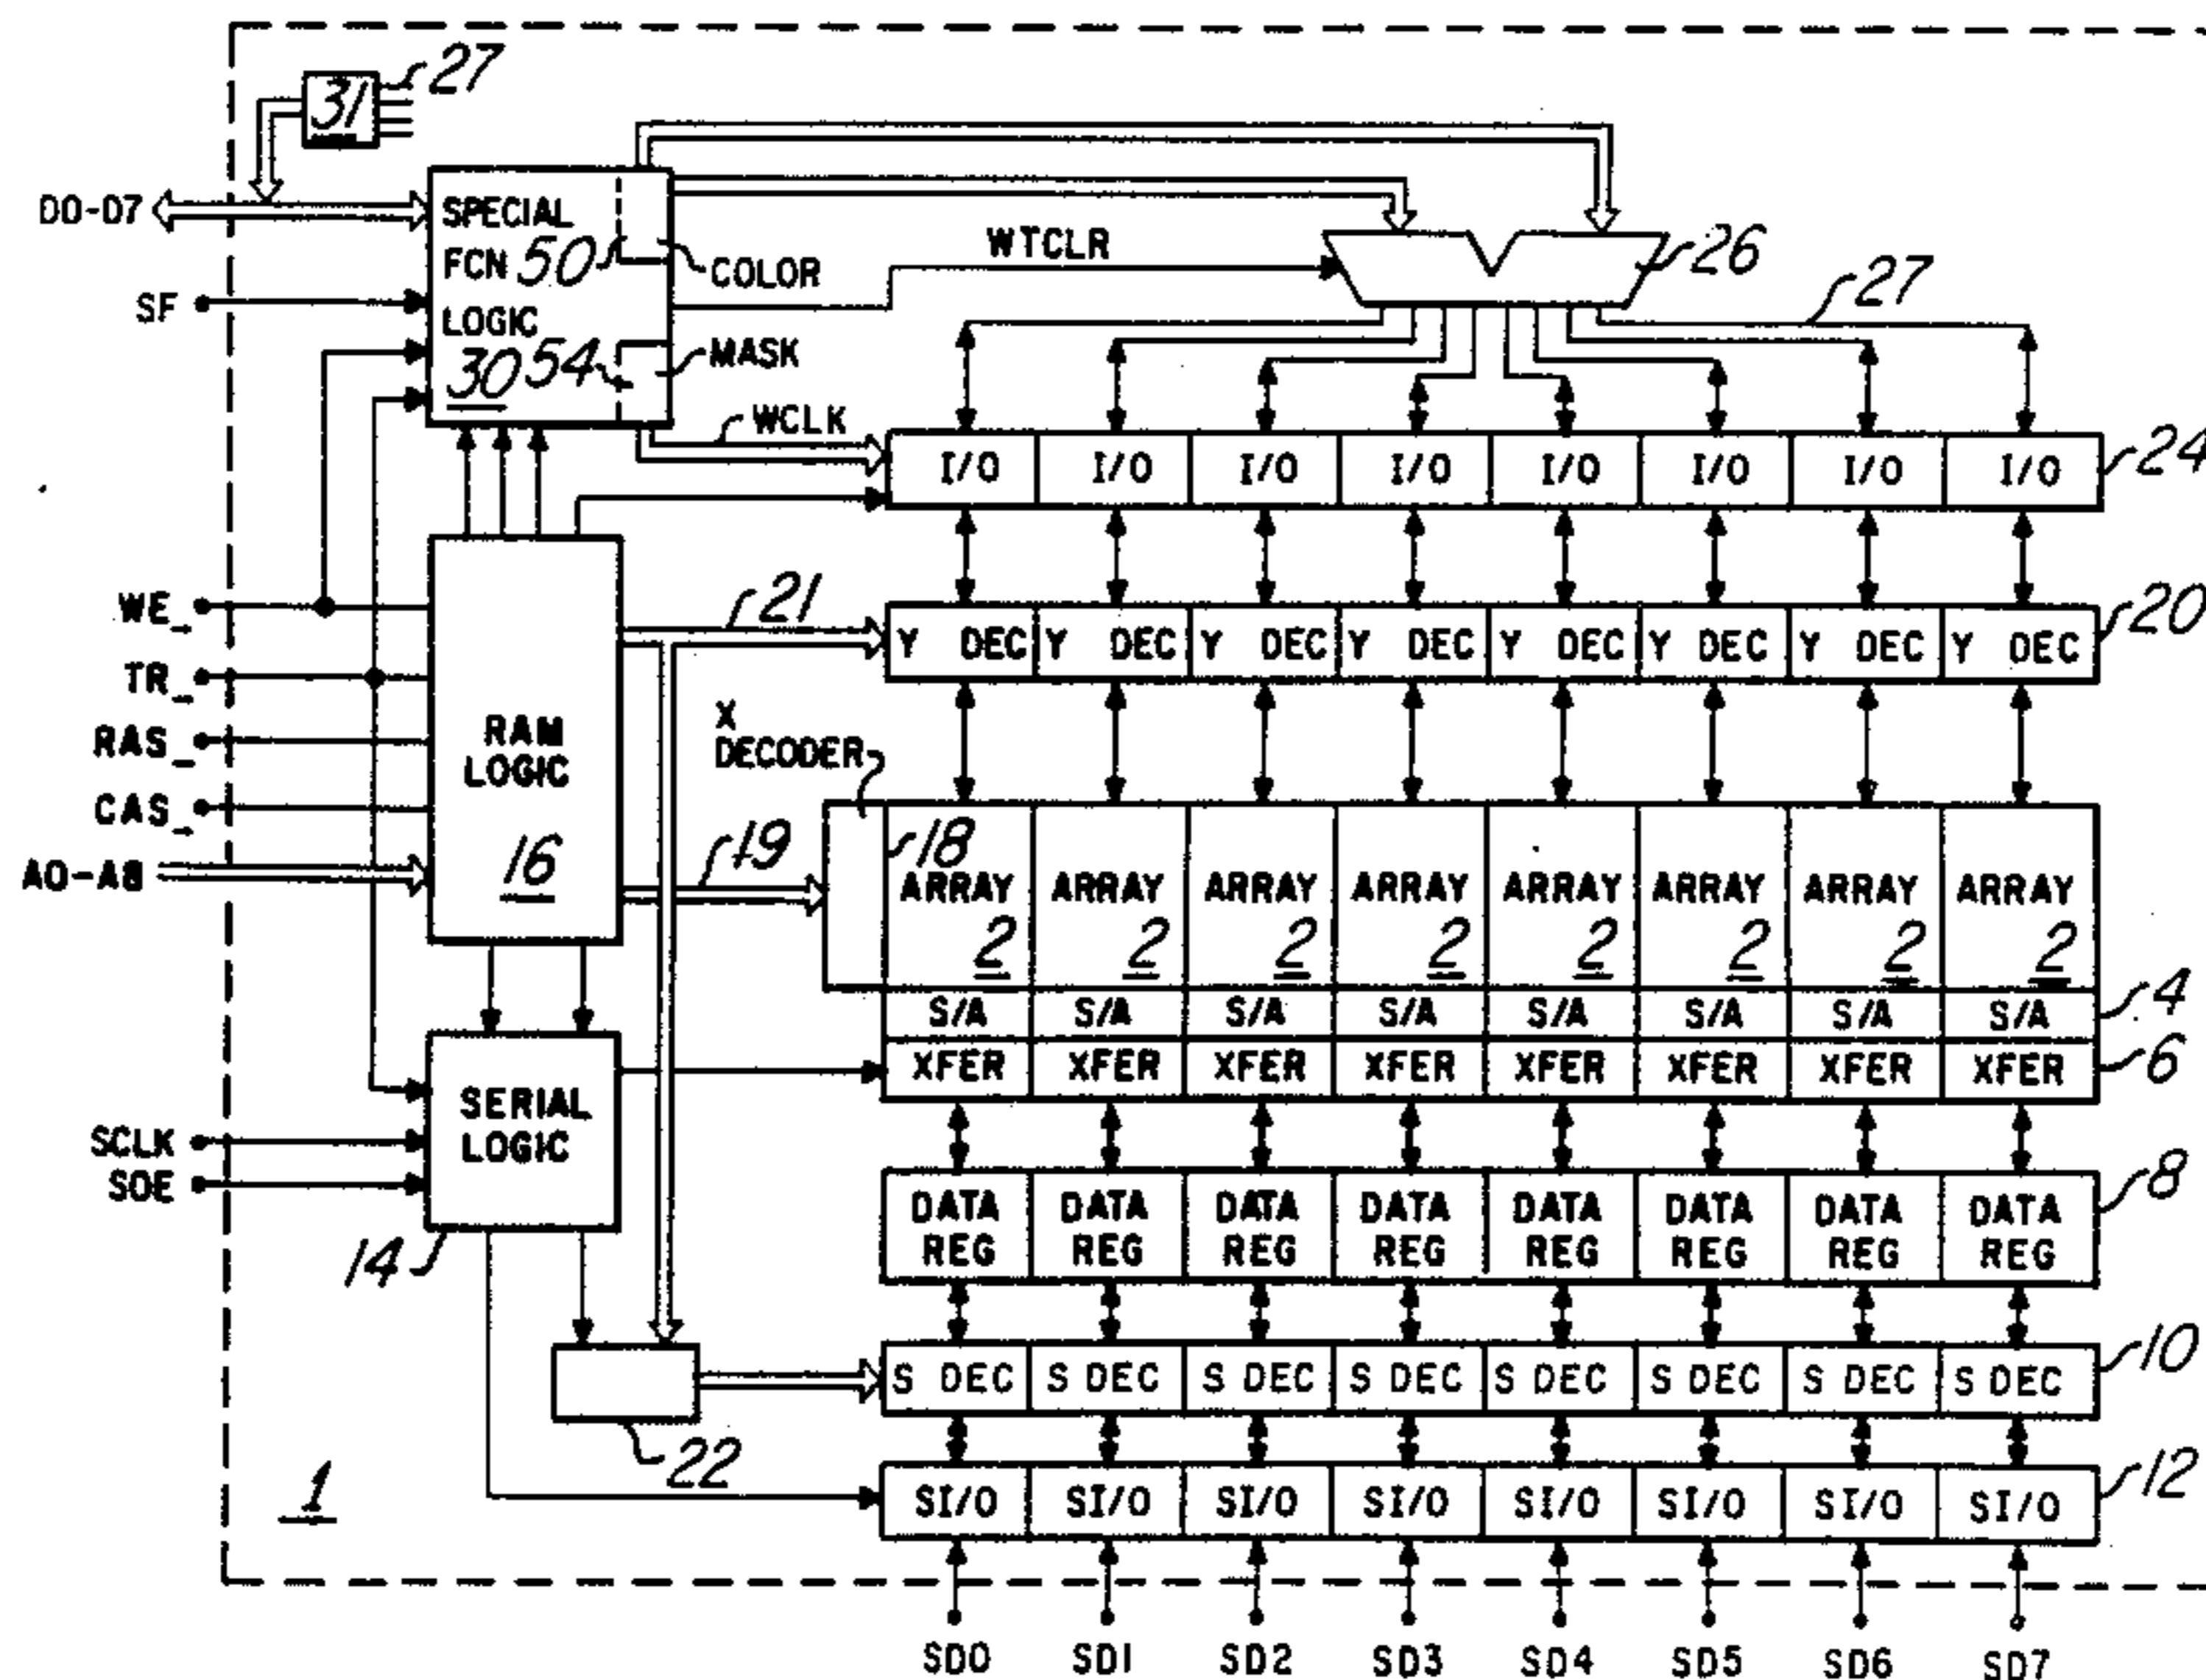 31 27
D0-D7
SPECIAL
FCN 50
COLOR
WTCLR
26
27
SF
LOGIC
30 54
MASK
WCLK
I/O I/O I/O I/O I/O I/O I/O I/O 24
WE_
21
Y DEC Y DEC Y DEC Y DEC Y DEC Y DEC Y DEC Y DEC 20
TR_
RAS_
RAM
LOGIC
16
X
DECODER
CAS_
A0-A8
19
18
ARRAY ARRAY ARRAY ARRAY ARRAY ARRAY ARRAY ARRAY
2 2 2 2 2 2 2 2
S/A S/A S/A S/A S/A S/A S/A S/A 4
XFER XFER XFER XFER XFER XFER XFER XFER 6
SERIAL
LOGIC
SCLK
SOE
14
DATA DATA DATA DATA DATA DATA DATA DATA 8
REG REG REG REG REG REG REG REG
S DEC S DEC S DEC S DEC S DEC S DEC S DEC S DEC 10
22
1
SI/O SI/O SI/O SI/O SI/O SI/O SI/O SI/O 12
SD0 SD1 SD2 SD3 SD4 SD5 SD6 SD7